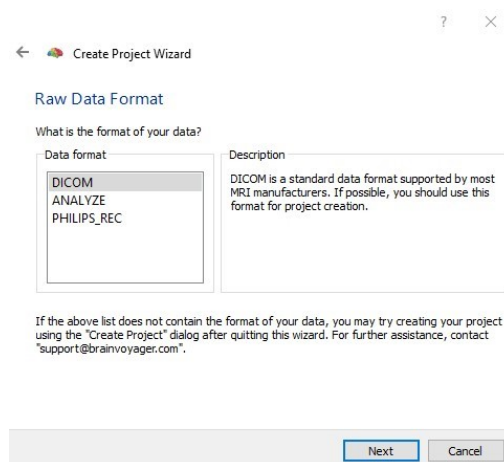 Create Project Wizard
Raw Data Format
What is the format of your data?
Data format
DICOM
ANALYZE
PHILIPS_REC
Description
DICOM is a standard data format supported by most
MRI manufacturers. If possible, you should use this
format for project creation.
If the above list does not contain the format of your data, you may try creating your project
using the "Create Project" dialog after quitting this wizard. For further assistance, contact
"support@brainvoyager.com".
Next
Cancel